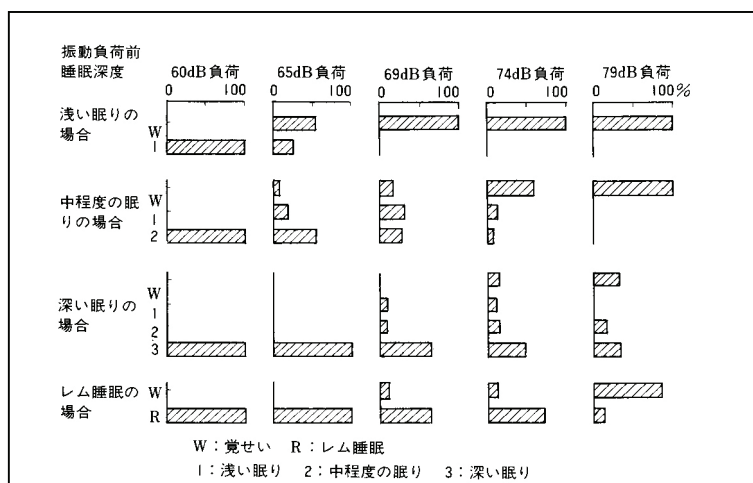 振動負荷前
睡眠深度
60dB負荷 65dB負荷 69dB負荷 74dB負荷 79dB負荷
0 100 0 100 0 100 0 100 0 100 %
浅い眠りの
場合
W
1
中程度の眠
りの場合
W
1
2
深い眠りの
場合
W
1
2
3
レム睡眠の
場合
W
R
W：覚せい R：レム睡眠
1：浅い眠り 2：中程度の眠り 3：深い眠り